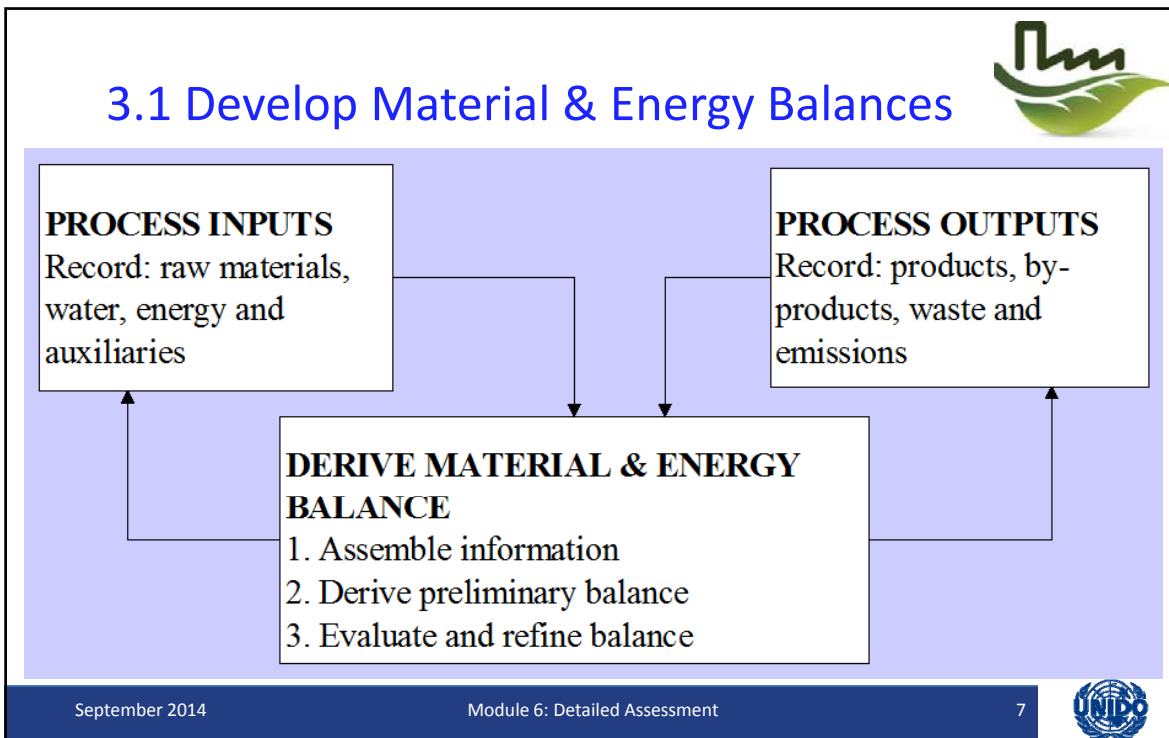 3.1 Develop Material & Energy Balances
PROCESS INPUTS
Record: raw materials,
water, energy and
auxiliaries
PROCESS OUTPUTS
Record: products, by-
products, waste and
emissions
DERIVE MATERIAL & ENERGY
BALANCE
1. Assemble information
2. Derive preliminary balance
3. Evaluate and refine balance
September 2014
Module 6: Detailed Assessment
7
UNIDO